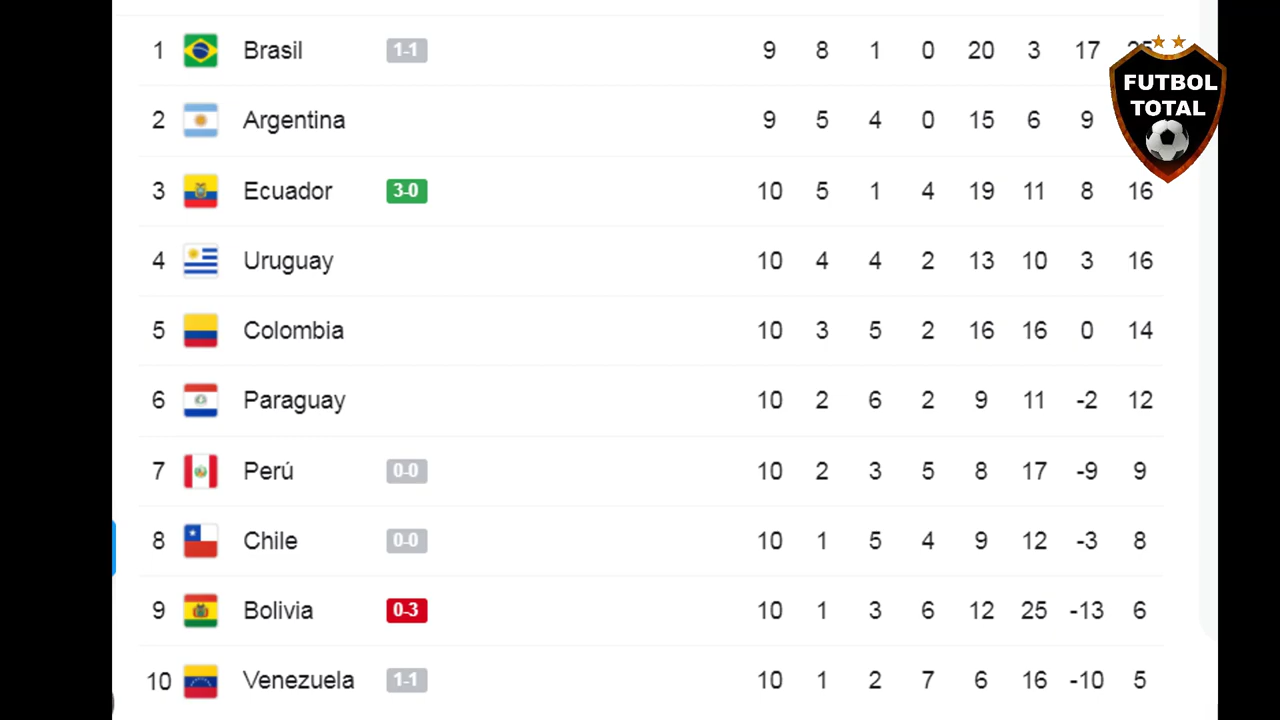 1 Brasil 1-1 9 8 1 0 20 3 17
2 Argentina 9 5 4 0 15 6 9
3 Ecuador 3-0 10 5 1 4 19 11 8 16
4 Uruguay 10 4 4 2 13 10 3 16
5 Colombia 10 3 5 2 16 16 0 14
6 Paraguay 10 2 6 2 9 11 -2 12
7 Perú 0-0 10 2 3 5 8 17 -9 9
8 Chile 0-0 10 1 5 4 9 12 -3 8
9 Bolivia 0-3 10 1 3 6 12 25 -13 6
10 Venezuela 1-1 10 1 2 7 6 16 -10 5
FUTBOL
TOTAL